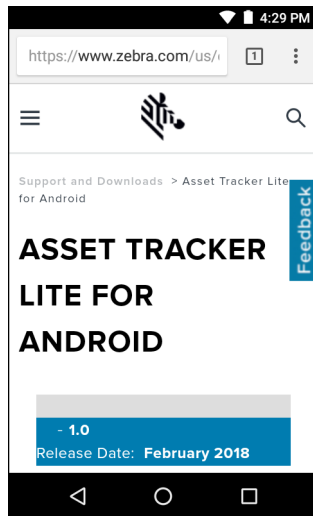 4:29 PM
https://www.zebra.com/us/
1
Support and Downloads > Asset Tracker Lite
for Android
Feedback
ASSET TRACKER
LITE FOR
ANDROID
- 1.0
Release Date: February 2018